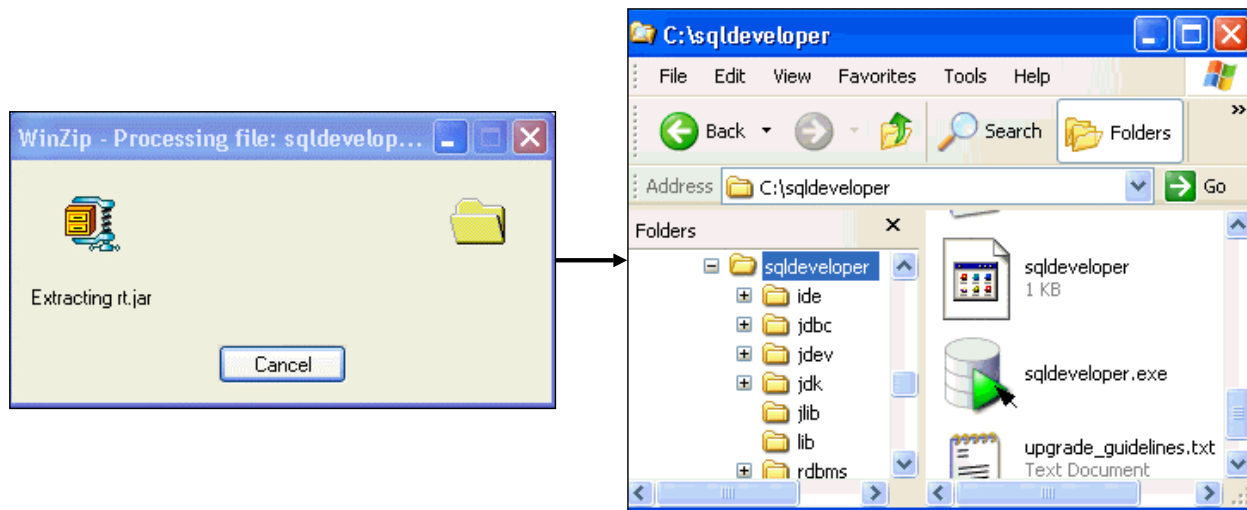 WinZip - Processing file: sqldevelop...
Extracting rt.jar
Cancel
C:\sqldeveloper
File Edit View Favorites Tools Help
Back Search Folders »
Address C:\sqldeveloper Go
Folders
sqldeveloper
ide
jdbc
jdev
jdk
jlib
lib
rdbms
sqldeveloper
1 KB
sqldeveloper.exe
upgrade_guidelines.txt
Text Document